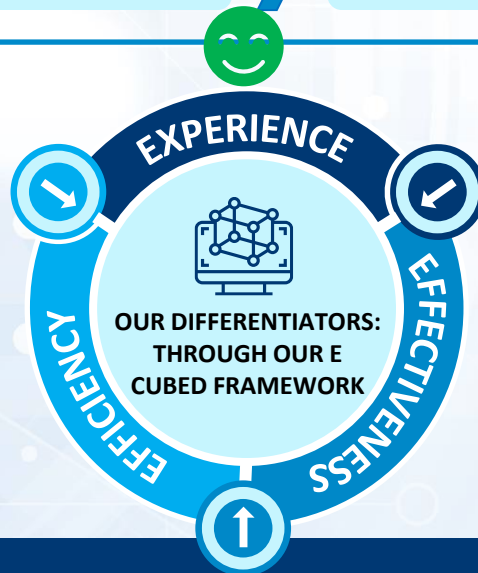 EXPERIENCE
OUR DIFFERENTIATORS:
THROUGH OUR E
CUBED FRAMEWORK
EFFICIENCY
EFFECTIVENESS